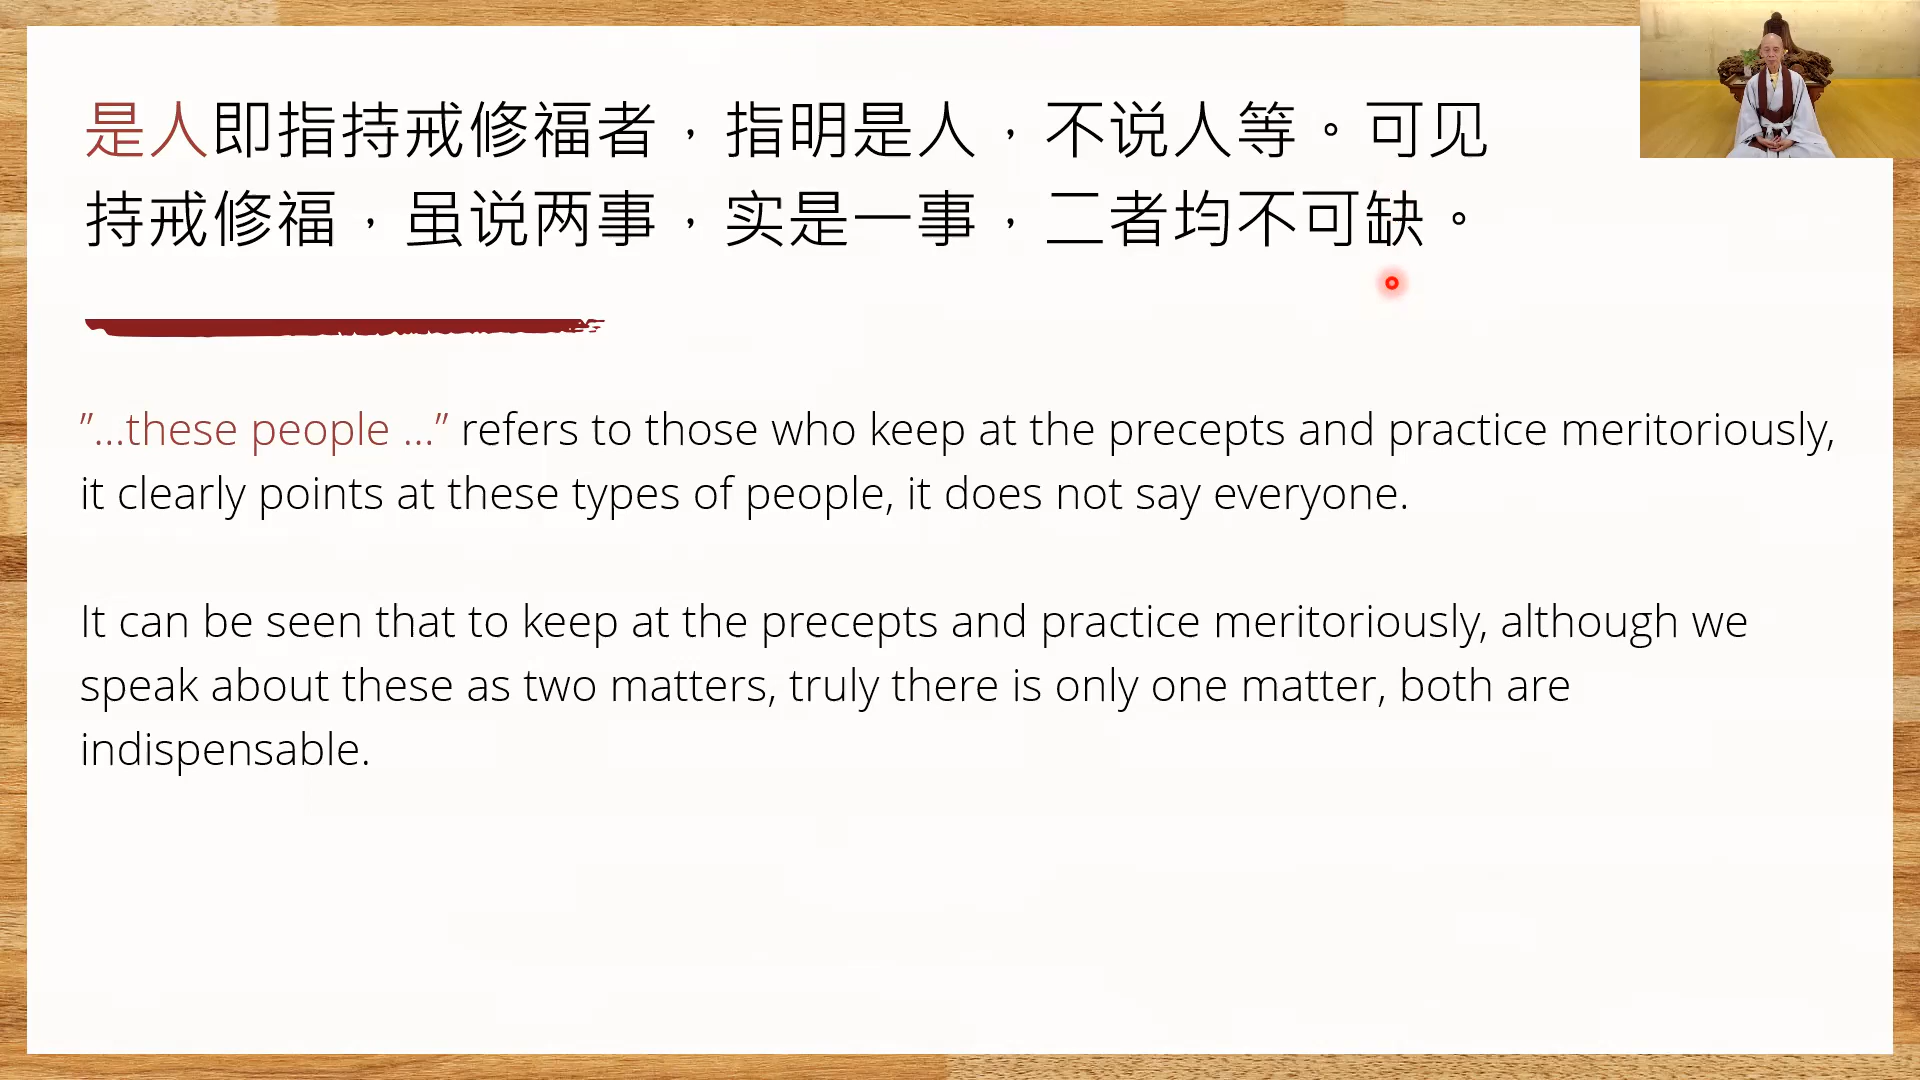 是人即指持戒修福者，指明是人，不说人等。可见
持戒修福，虽说两事，实是一事，二者均不可缺。
”...these people ...” refers to those who keep at the precepts and practice meritoriously,
it clearly points at these types of people, it does not say everyone.
It can be seen that to keep at the precepts and practice meritoriously, although we
speak about these as two matters, truly there is only one matter, both are
indispensable.